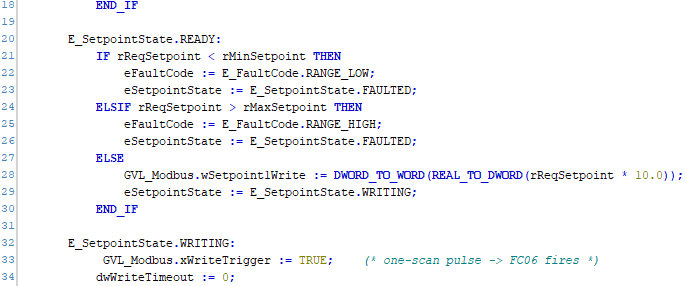 18 END_IF
19
20 E_SetpointState.READY:
21 IF rReqSetpoint < rMinSetpoint THEN
22 eFaultCode := E_FaultCode.RANGE_LOW;
23 eSetpointState := E_SetpointState.FAULTED;
24 ELSIF rReqSetpoint > rMaxSetpoint THEN
25 eFaultCode := E_FaultCode.RANGE_HIGH;
26 eSetpointState := E_SetpointState.FAULTED;
27 ELSE
28 GVL_Modbus.wSetpoint1Write := DWORD_TO_WORD(REAL_TO_DWORD(rReqSetpoint * 10.0));
29 eSetpointState := E_SetpointState.WRITING;
30 END_IF
31
32 E_SetpointState.WRITING:
33 GVL_Modbus.xWriteTrigger := TRUE; (* one-scan pulse -> FC06 fires *)
34 dwWriteTimeout := 0;